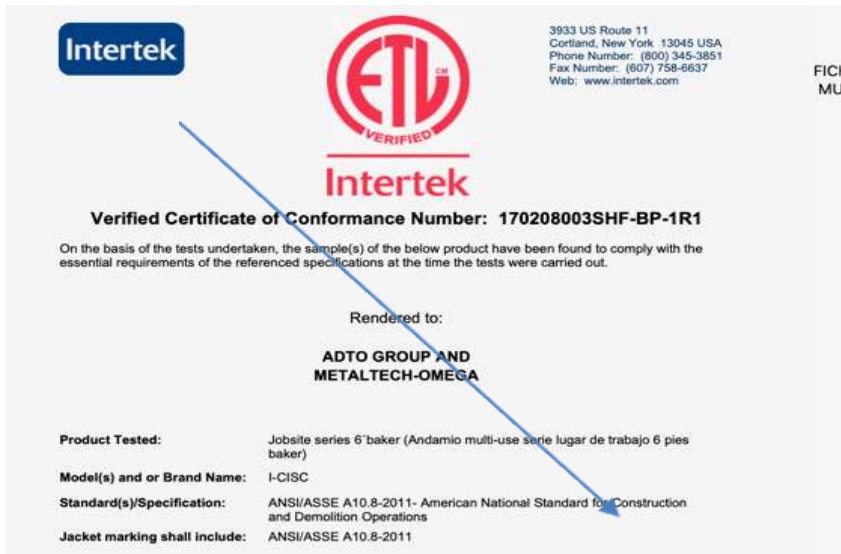 Intertek
ETL
CM
VERIFIED
Intertek
3933 US Route 11
Cortland, New York 13045 USA
Phone Number: (800) 345-3851
Fax Number: (607) 758-6637
Web: www.intertek.com
FICH
MU
Verified Certificate of Conformance Number: 170208003SHF-BP-1R1
On the basis of the tests undertaken, the sample(s) of the below product have been found to comply with the
essential requirements of the referenced specifications at the time the tests were carried out.
Rendered to:
ADTO GROUP AND
METALTECH-OMEGA
Product Tested: Jobsite series 6´baker (Andamio multi-use serie lugar de trabajo 6 pies
baker)
Model(s) and or Brand Name: I-CISC
Standard(s)/Specification: ANSI/ASSE A10.8-2011- American National Standard for Construction
and Demolition Operations
Jacket marking shall include: ANSI/ASSE A10.8-2011